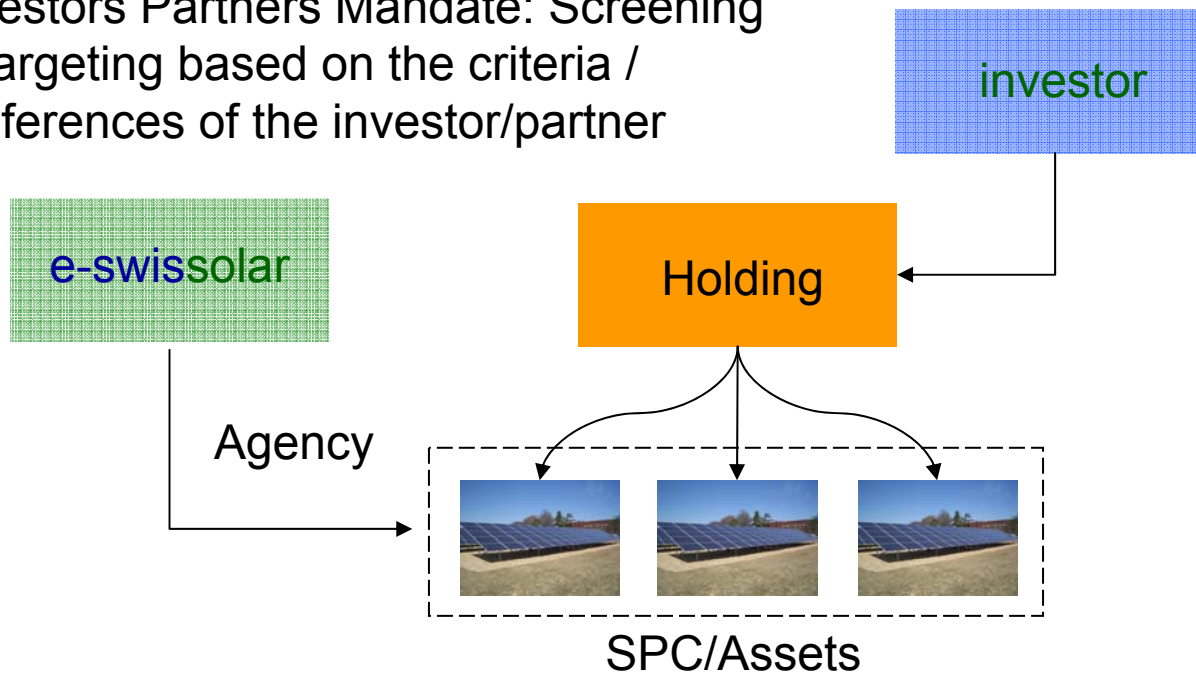 estors Partners Mandate: Screening
argeting based on the criteria /
ferences of the investor/partner
investor
e-swissolar
Holding
Agency
SPC/Assets